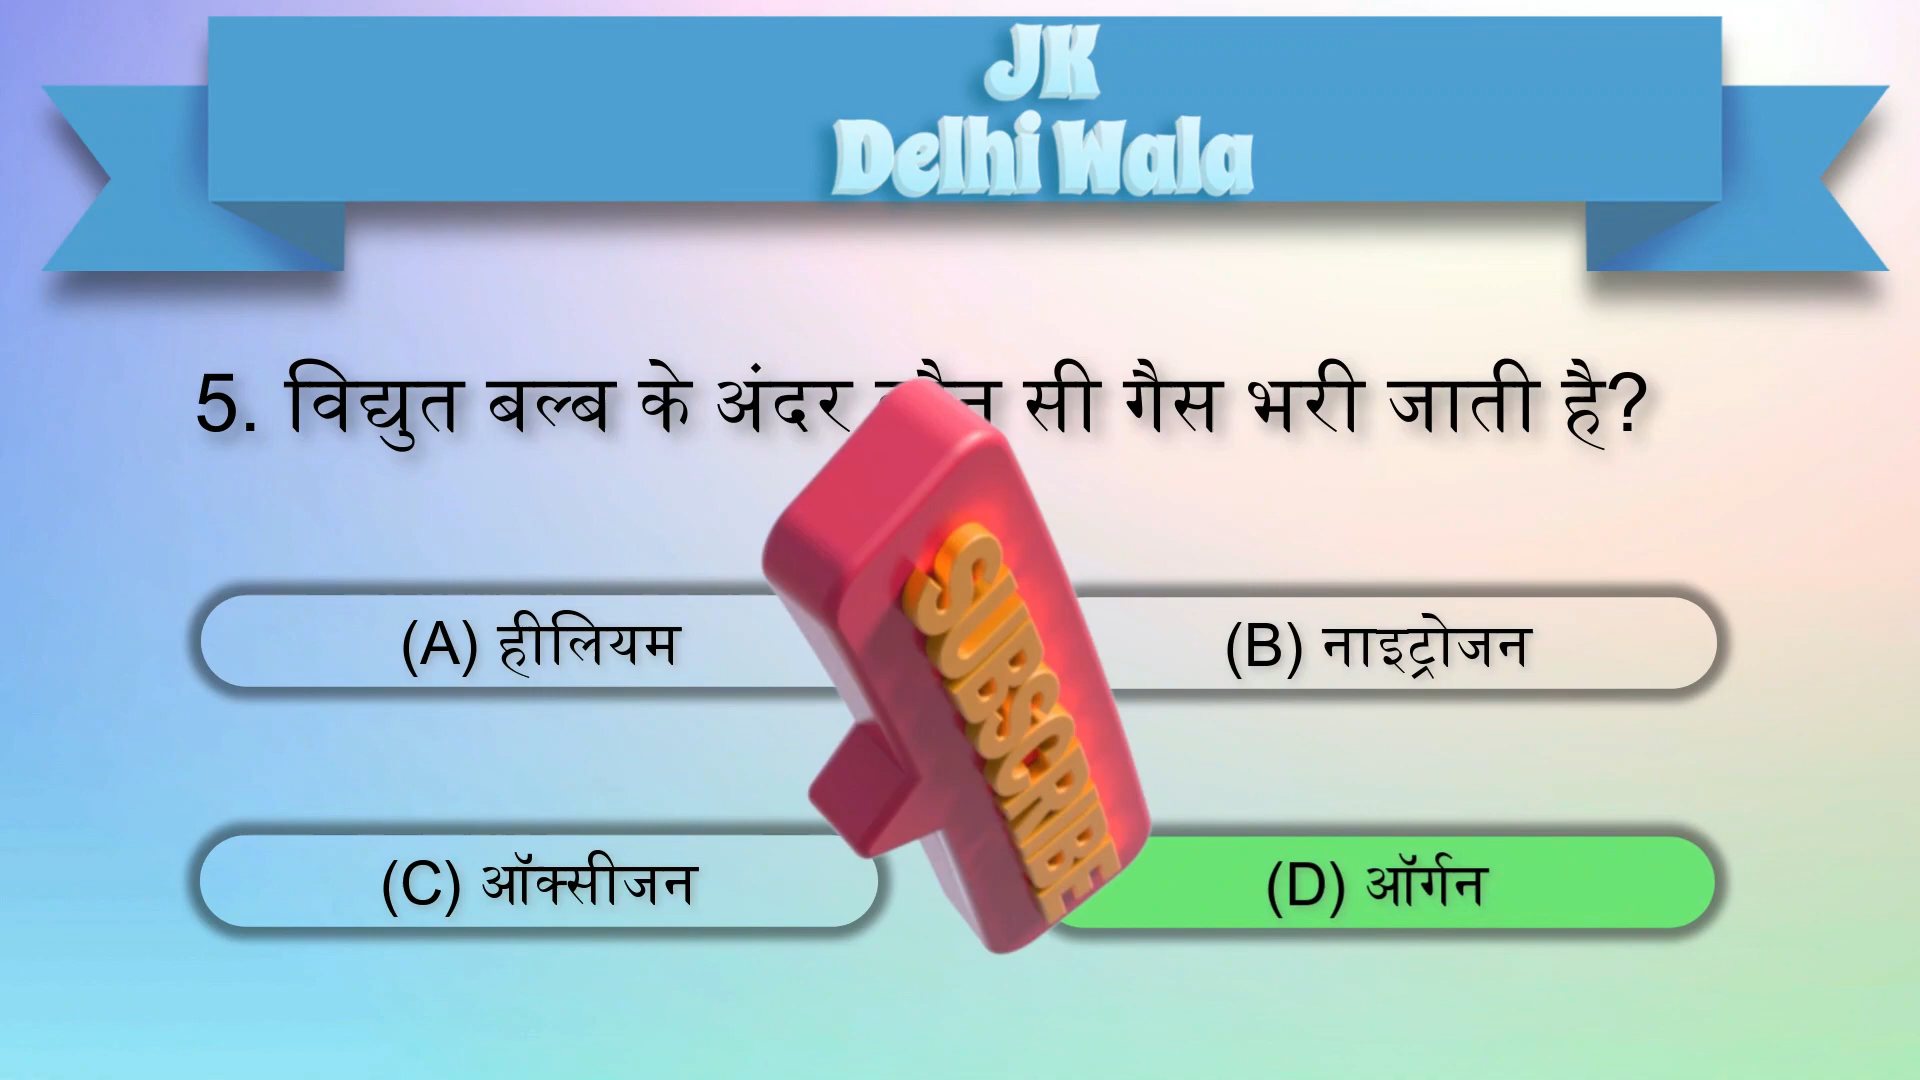 JK
Delhi Wala
5. विद्युत बल्ब के अंदर कौन सी गैस भरी जाती है?
(A) हीलियम
(B) नाइट्रोजन
SUBSCRIBE
(C) ऑक्सीजन
(D) ऑर्गन